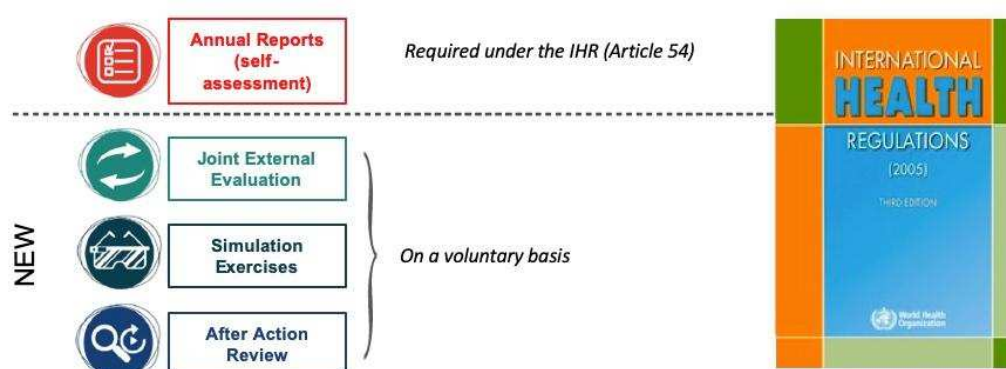 Annual Reports
(self-
assessment)
Required under the IHR (Article 54)
NEW
Joint External
Evaluation
Simulation
Exercises
After Action
Review
On a voluntary basis
INTERNATIONAL
HEALTH
REGULATIONS
(2005)
THIRD EDITION
World Health
Organization